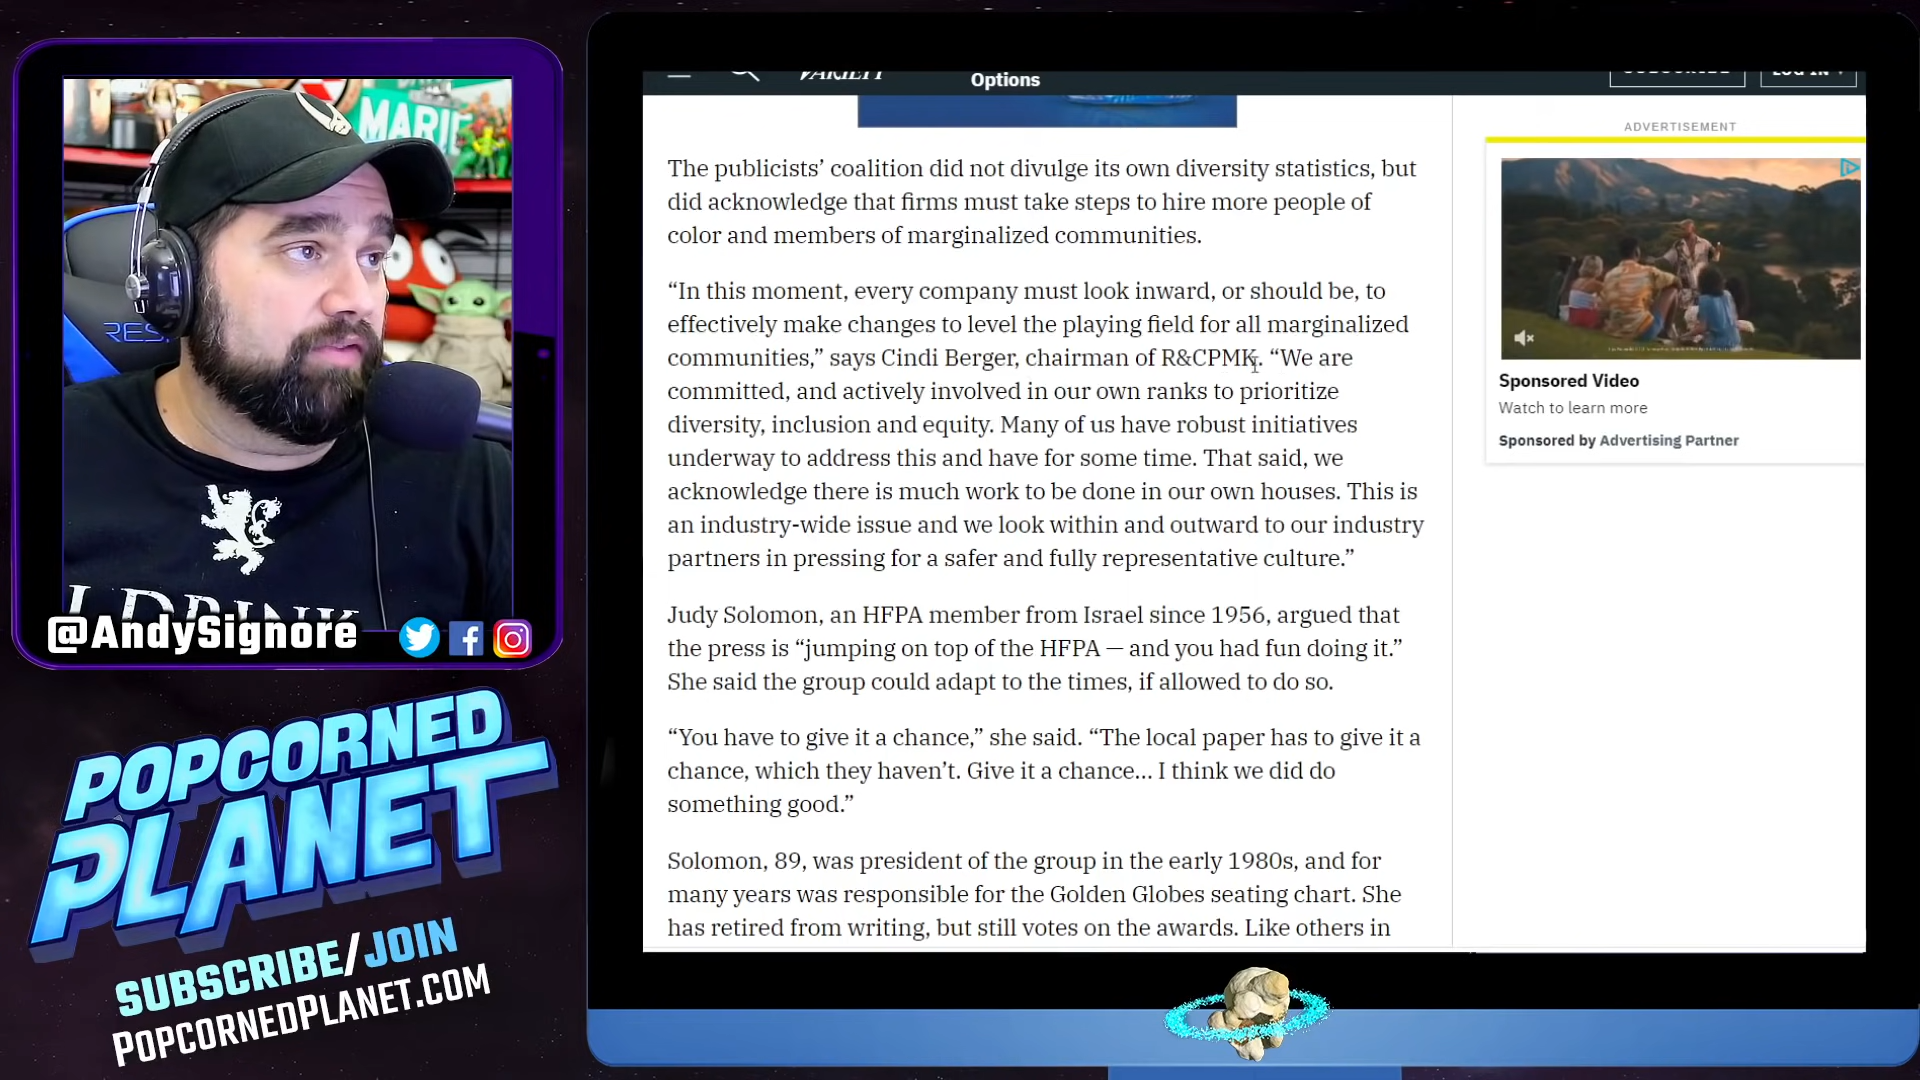 MARIE
RES
I DRINK
@AndySignore
POPCORNED
PLANET
SUBSCRIBE/JOIN
POPCORNEDPLANET.COM
VARIETY
Options
SUBSCRIBE
LOG IN
The publicists’ coalition did not divulge its own diversity statistics, but
did acknowledge that firms must take steps to hire more people of
color and members of marginalized communities.
“In this moment, every company must look inward, or should be, to
effectively make changes to level the playing field for all marginalized
communities,” says Cindi Berger, chairman of R&CPMK. “We are
committed, and actively involved in our own ranks to prioritize
diversity, inclusion and equity. Many of us have robust initiatives
underway to address this and have for some time. That said, we
acknowledge there is much work to be done in our own houses. This is
an industry-wide issue and we look within and outward to our industry
partners in pressing for a safer and fully representative culture.”
Judy Solomon, an HFPA member from Israel since 1956, argued that
the press is “jumping on top of the HFPA — and you had fun doing it.”
She said the group could adapt to the times, if allowed to do so.
“You have to give it a chance,” she said. “The local paper has to give it a
chance, which they haven’t. Give it a chance… I think we did do
something good.”
Solomon, 89, was president of the group in the early 1980s, and for
many years was responsible for the Golden Globes seating chart. She
has retired from writing, but still votes on the awards. Like others in
ADVERTISEMENT
Sponsored Video
Watch to learn more
Sponsored by Advertising Partner